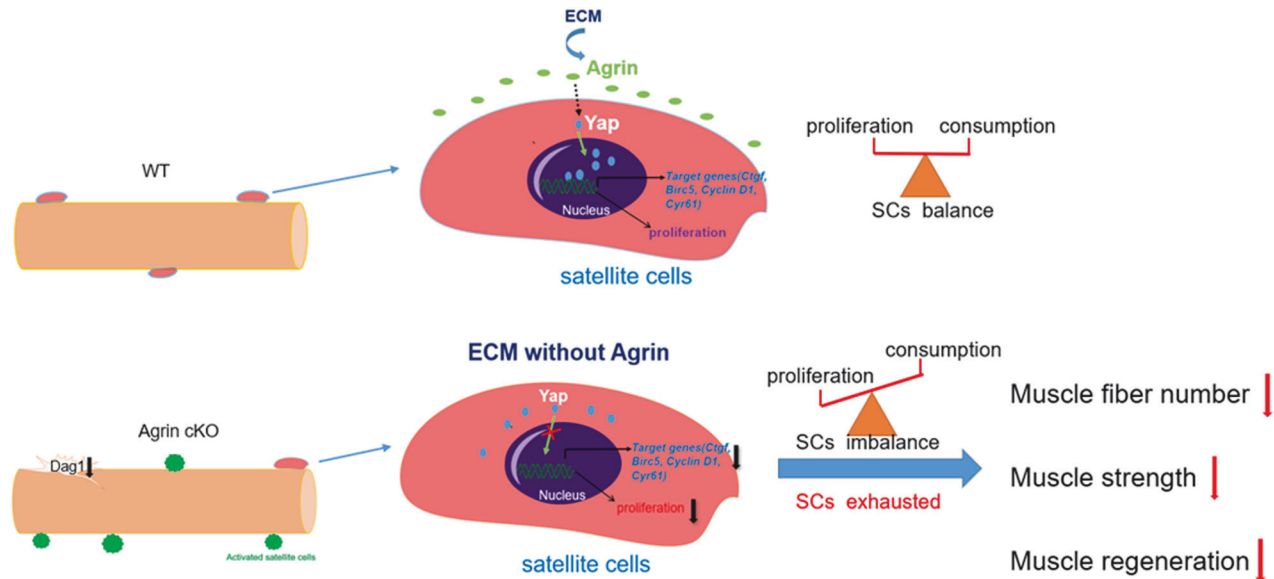 ECM
Agrin
Yap
proliferation consumption
WT
Target genes(Ctgf,
Birc5, Cyclin D1,
Cyr61)
Nucleus
proliferation
SCs balance
satellite cells
ECM without Agrin
consumption
proliferation
Muscle fiber number
Yap
Agrin cKO
SCs imbalance
Target genes(Ctgf,
Birc5, Cyclin D1,
Cyr61)
Dag1
Nucleus
Muscle strength
SCs exhausted
proliferation
Activated satellite cells
satellite cells
Muscle regeneration